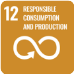 12 RESPONSIBLE
CONSUMPTION
AND PRODUCTION